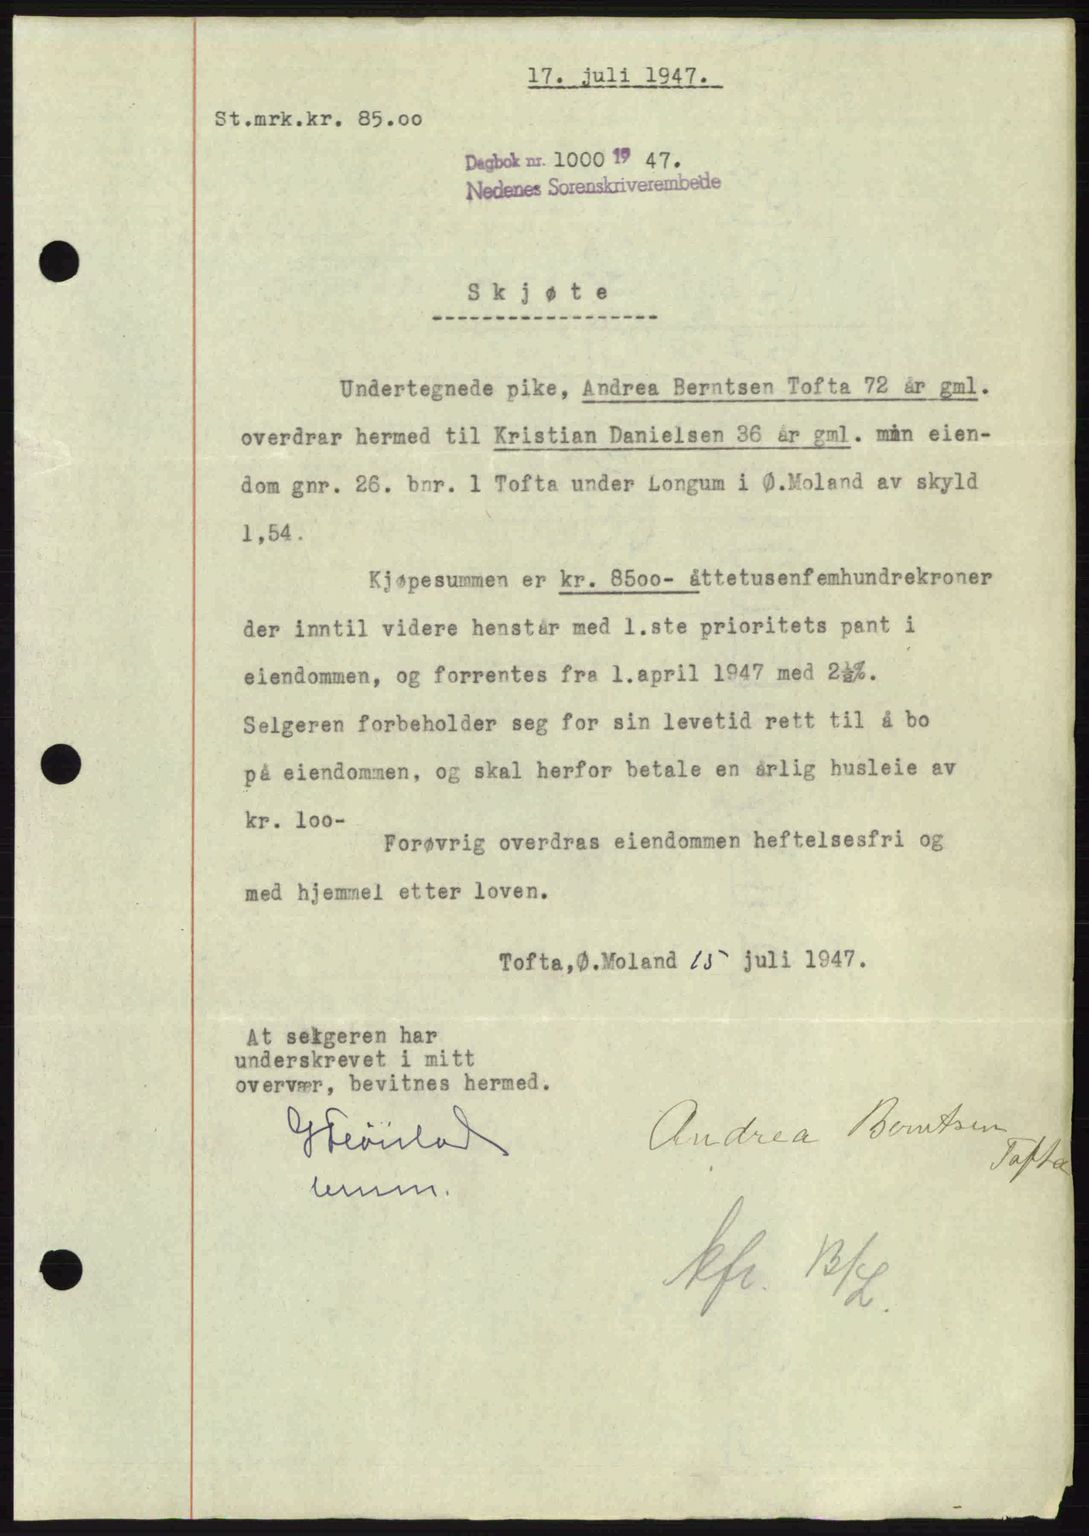 17. juli 1947.
St.mrk.kr. 85.oo
Dagbok nr. 1000 19 47.
Nedenes Sorenskriverembede
Skjøte
Undertegnede pike, Andrea Berntsen Tofta 72 år gml.
overdrar hermed til Kristian Danielsen 36 år gml. min eien-
dom gnr. 26. bnr. 1 Tofta under Longum i Ø.Moland av skyld
1,54.
Kjøpesummen er kr. 85oo- åttetusenfemhundrekroner
der inntil videre henstår med 1.ste prioritets pant i
eiendommen, og forrentes fra 1.april 1947 med 2½%.
Selgeren forbeholder seg for sin levetid rett til å bo
på eiendommen, og skal herfor betale en årlig husleie av
kr. 1oo-
Forøvrig overdras eiendommen heftelsesfri og
med hjemmel etter loven.
Tofta,Ø.Moland 15 juli 1947.
At selgeren har
underskrevet i mitt
overvær, bevitnes hermed.
Andrea Berntsen
Tofta
kfr. B/L.